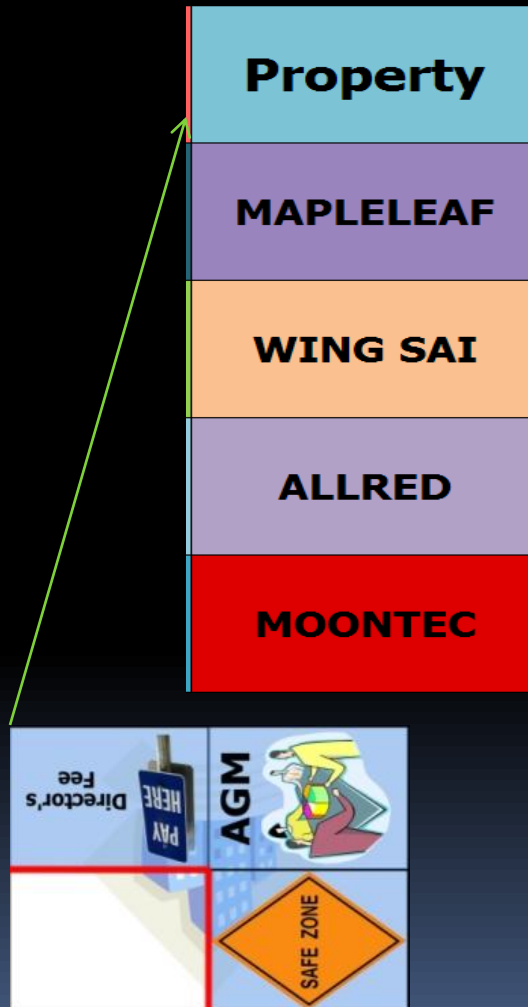 Property
MAPLELEAF
WING SAI
ALLRED
MOONTEC
Director's
Fee
PAY
HERE
AGM
SAFE ZONE